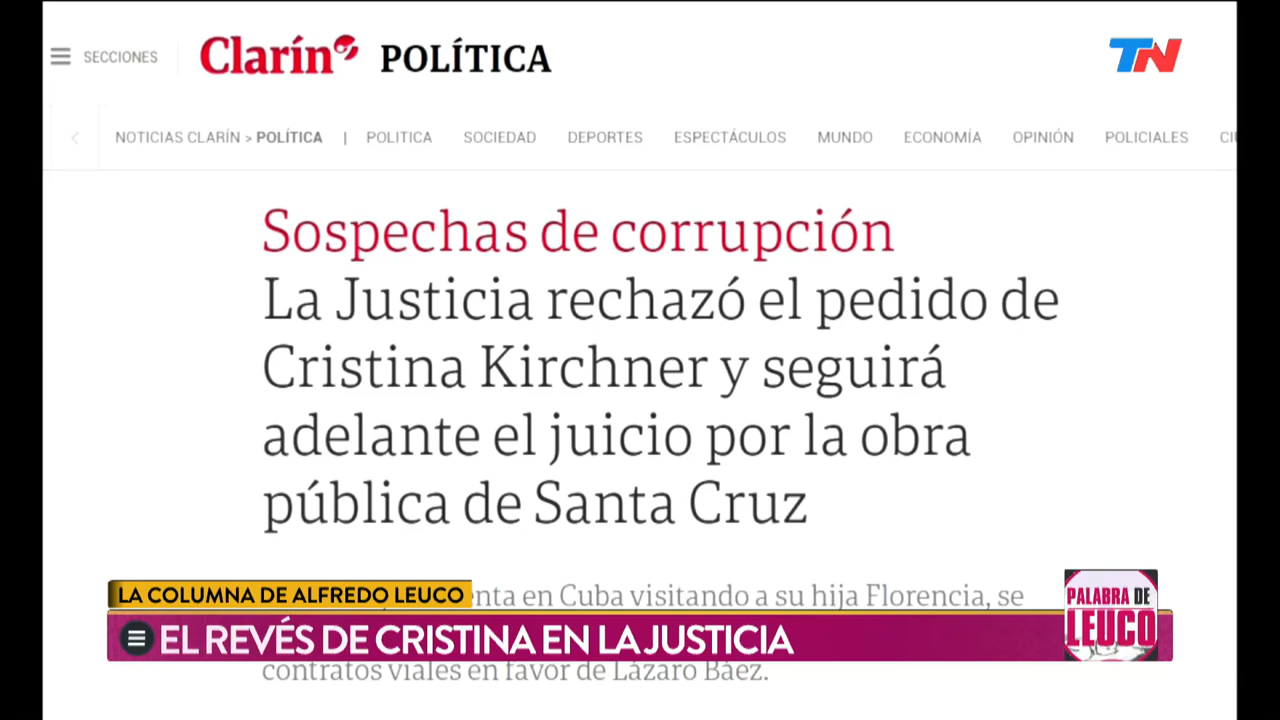 SECCIONES
Clarín POLÍTICA
TN
NOTICIAS CLARÍN > POLÍTICA | POLITICA SOCIEDAD DEPORTES ESPECTÁCULOS MUNDO ECONOMÍA OPINIÓN POLICIALES
Sospechas de corrupción
La Justicia rechazó el pedido de
Cristina Kirchner y seguirá
adelante el juicio por la obra
pública de Santa Cruz
en Cuba visitando a su hija Florencia, se
LA COLUMNA DE ALFREDO LEUCO
EL REVÉS DE CRISTINA EN LA JUSTICIA
PALABRA DE
LEUCO
contratos viales en favor de Lázaro Báez.